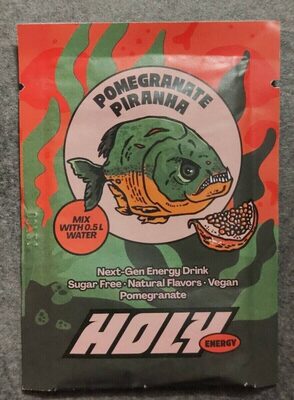 POMEGRANATE
PIRANHA
MIX
WITH 0.5 L
WATER
Next-Gen Energy Drink
Sugar Free · Natural Flavors · Vegan
Pomegranate
HOLY
ENERGY